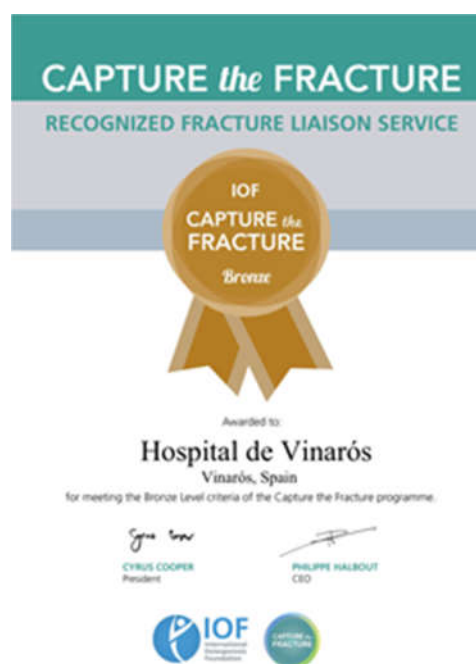 CAPTURE the FRACTURE
RECOGNIZED FRACTURE LIAISON SERVICE
IOF
CAPTURE the
FRACTURE
Bronze
Awarded to:
Hospital de Vinarós
Vinarós, Spain
for meeting the Bronze Level criteria of the Capture the Fracture programme.
CYRUS COOPER
President
PHILIPPE HALBOUT
CEO
IOF
International
Osteoporosis
Foundation
CAPTURE the
FRACTURE